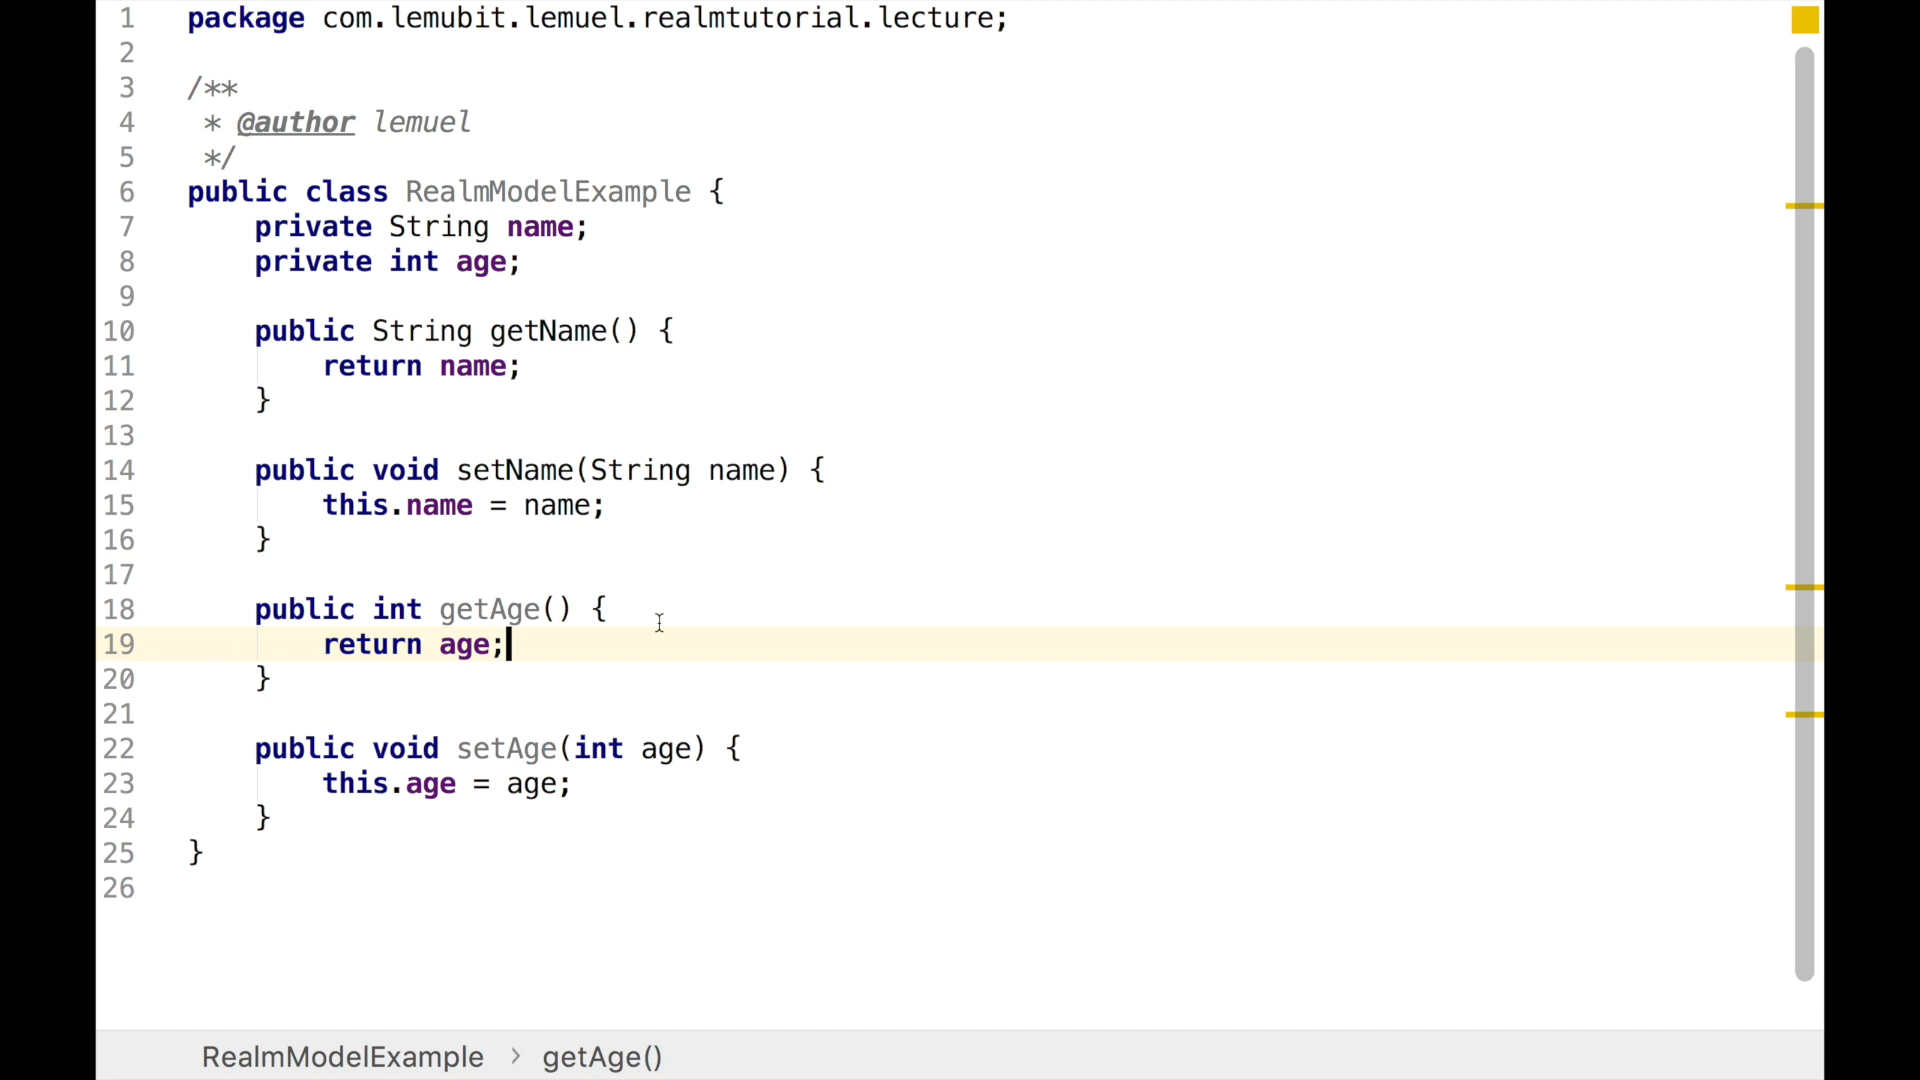 1 package com.lemubit.lemuel.realmtutorial.lecture;
2
3 /**
4  * @author lemuel
5  */
6 public class RealmModelExample {
7     private String name;
8     private int age;
9
10     public String getName() {
11         return name;
12     }
13
14     public void setName(String name) {
15         this.name = name;
16     }
17
18     public int getAge() {
19         return age;
20     }
21
22     public void setAge(int age) {
23         this.age = age;
24     }
25 }
26
RealmModelExample > getAge()